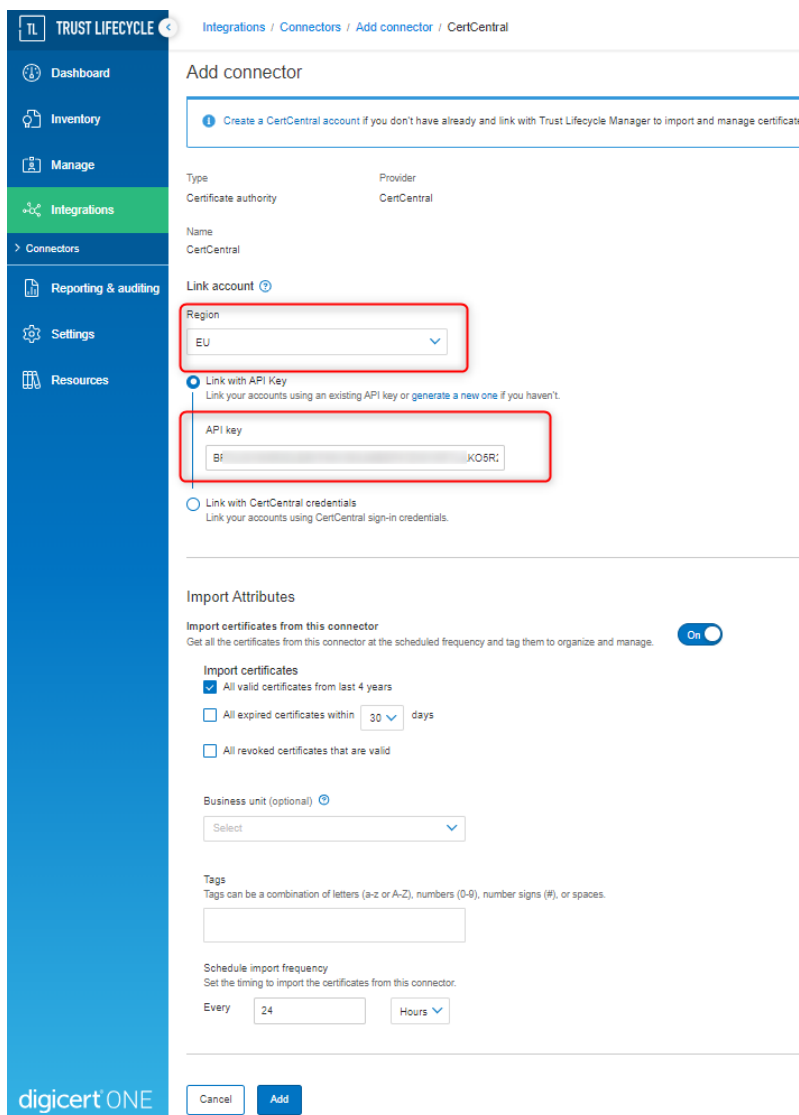 TL TRUST LIFECYCLE
Integrations / Connectors / Add connector / CertCentral
Dashboard
Inventory
Manage
Integrations
Connectors
Reporting & auditing
Settings
Resources
digicert ONE
Add connector
Create a CertCentral account if you don't have already and link with Trust Lifecycle Manager to import and manage certificate
Type Provider
Certificate authority CertCentral
Name
CertCentral
Link account
Region
EU
Link with API Key
Link your accounts using an existing API key or generate a new one if you haven't.
API key
KO5R
Link with CertCentral credentials
Link your accounts using CertCentral sign-in credentials.
Import Attributes
Import certificates from this connector
Get all the certificates from this connector at the scheduled frequency and tag them to organize and manage.
On
Import certificates
All valid certificates from last 4 years
All expired certificates within 30 days
All revoked certificates that are valid
Business unit (optional)
Select
Tags
Tags can be a combination of letters (a-z or A-Z), numbers (0-9), number signs (#), or spaces.
Schedule import frequency
Set the timing to import the certificates from this connector.
Every 24 Hours
Cancel Add